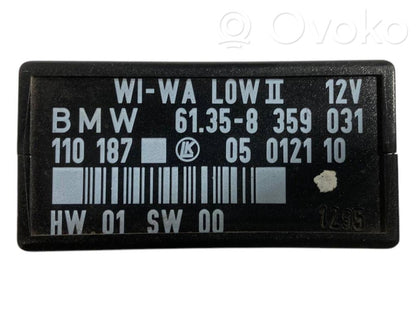 Ovoko
WI-WA LOW II 12V
BMW 61.35-8 359 031
110 187 LK 05 0121 10
HW 01 SW 00 1295